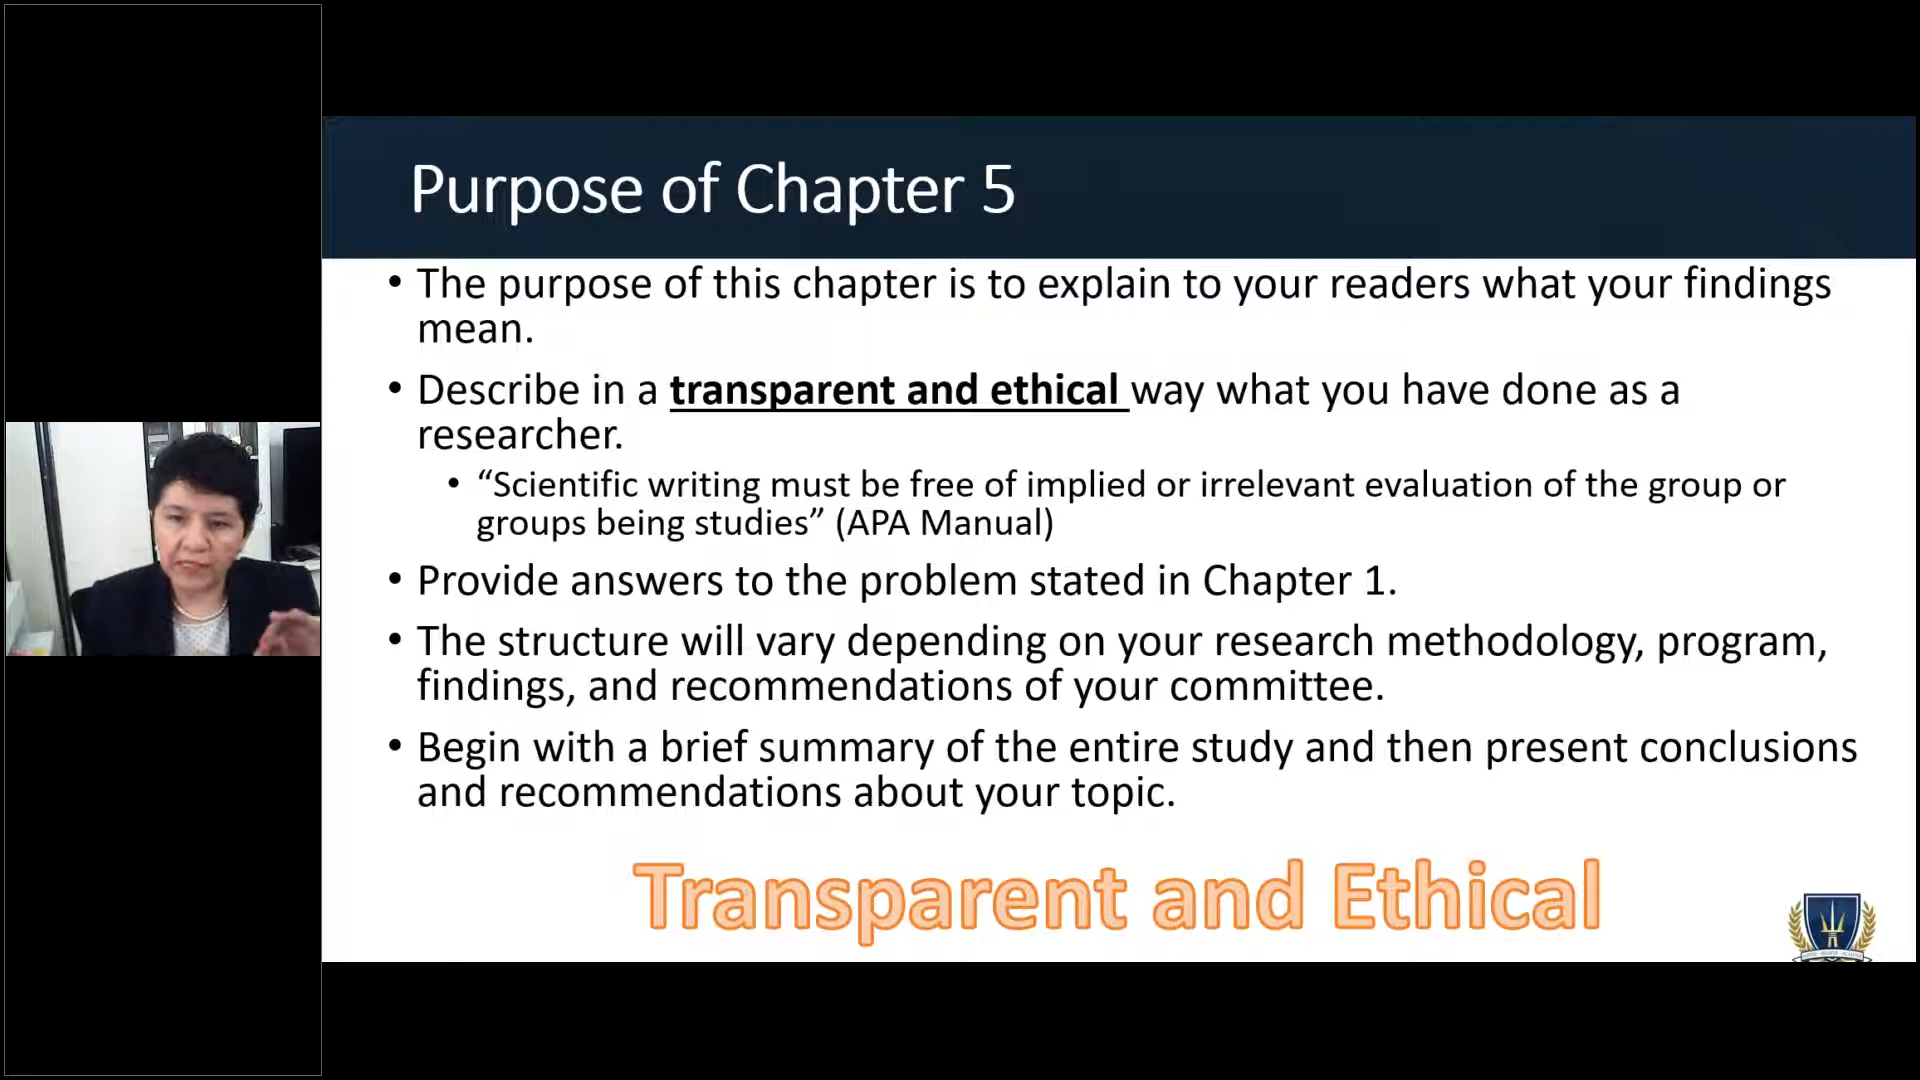 Purpose of Chapter 5
• The purpose of this chapter is to explain to your readers what your findings
mean.
• Describe in a transparent and ethical way what you have done as a
researcher.
• “Scientific writing must be free of implied or irrelevant evaluation of the group or
groups being studies” (APA Manual)
• Provide answers to the problem stated in Chapter 1.
• The structure will vary depending on your research methodology, program,
findings, and recommendations of your committee.
• Begin with a brief summary of the entire study and then present conclusions
and recommendations about your topic.
Transparent and Ethical